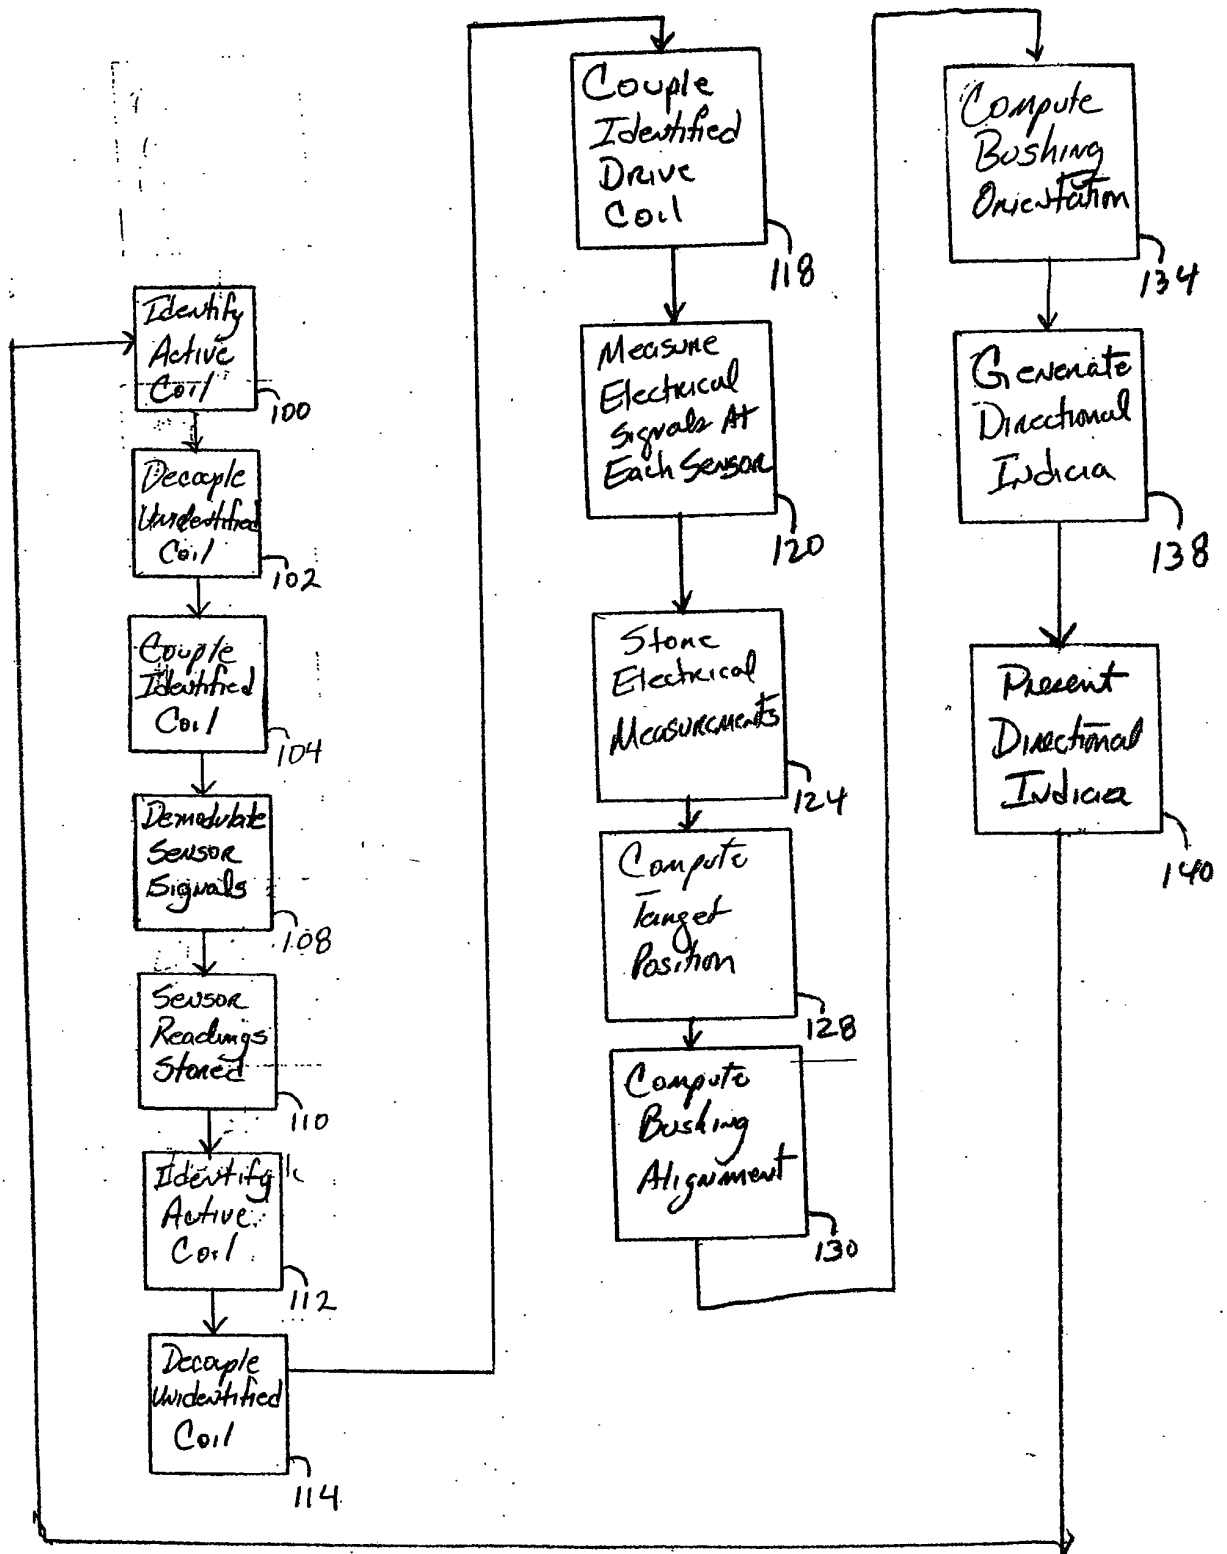 Identify
Active
Coil
100
Decouple
Unidentified
Coil
102
Couple
Identified
Coil
104
Demodulate
Sensor
Signals
108
Sensor
Readings
Stored
110
Identify
Active
Coil
112
Decouple
Unidentified
Coil
114
Couple
Identified
Drive
Coil
118
Measure
Electrical
Signals At
Each Sensor
120
Store
Electrical
Measurements
124
Compute
Target
Position
128
Compute
Bushing
Alignment
130
Compute
Bushing
Orientation
134
Generate
Directional
Indicia
138
Present
Directional
Indicia
140